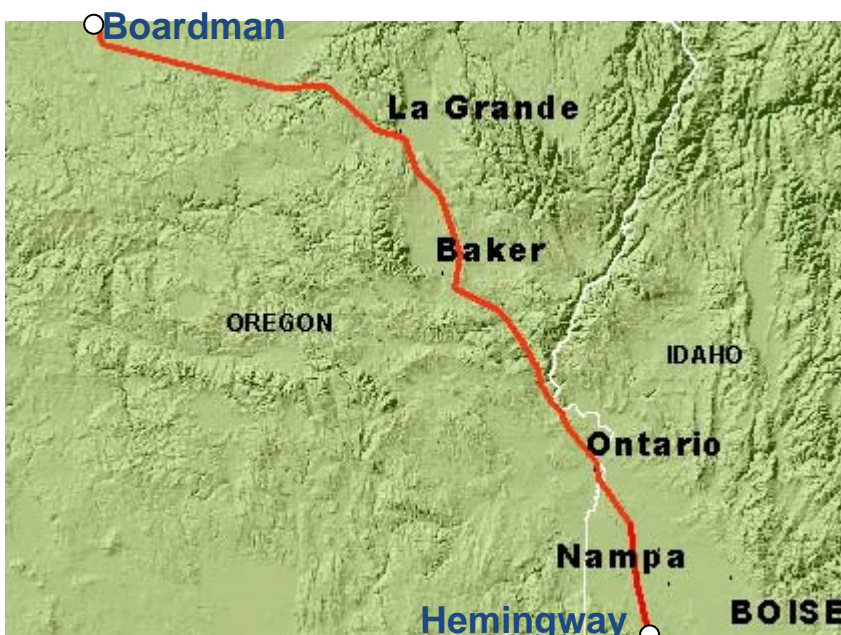 Boardman
La Grande
Baker
OREGON
IDAHO
Ontario
Nampa
BOISE
Hemingway